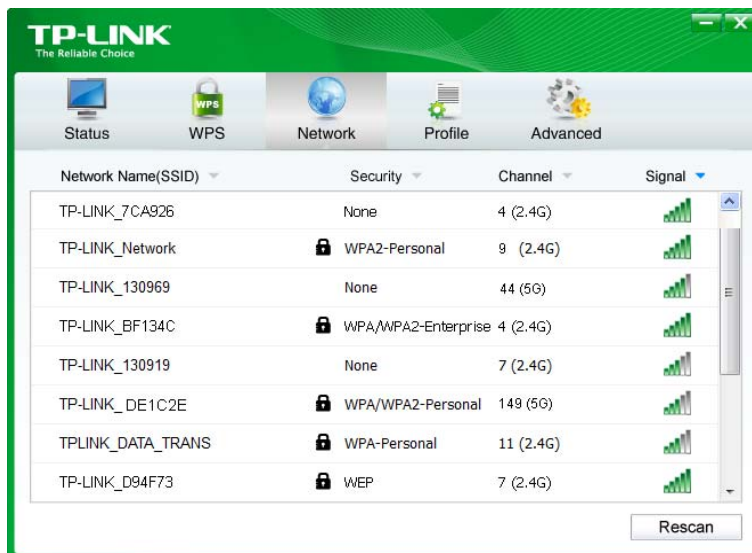 TP-LINK
The Reliable Choice
WPS
Status WPS Network Profile Advanced
Network Name(SSID) Security Channel Signal
TP-LINK_7CA926 None 4 (2.4G)
TP-LINK_Network WPA2-Personal 9 (2.4G)
TP-LINK_130969 None 44 (5G)
TP-LINK_BF134C WPA/WPA2-Enterprise 4 (2.4G)
TP-LINK_130919 None 7 (2.4G)
TP-LINK_ DE1C2E WPA/WPA2-Personal 149 (5G)
TPLINK_DATA_TRANS WPA-Personal 11 (2.4G)
TP-LINK_D94F73 WEP 7 (2.4G)
Rescan